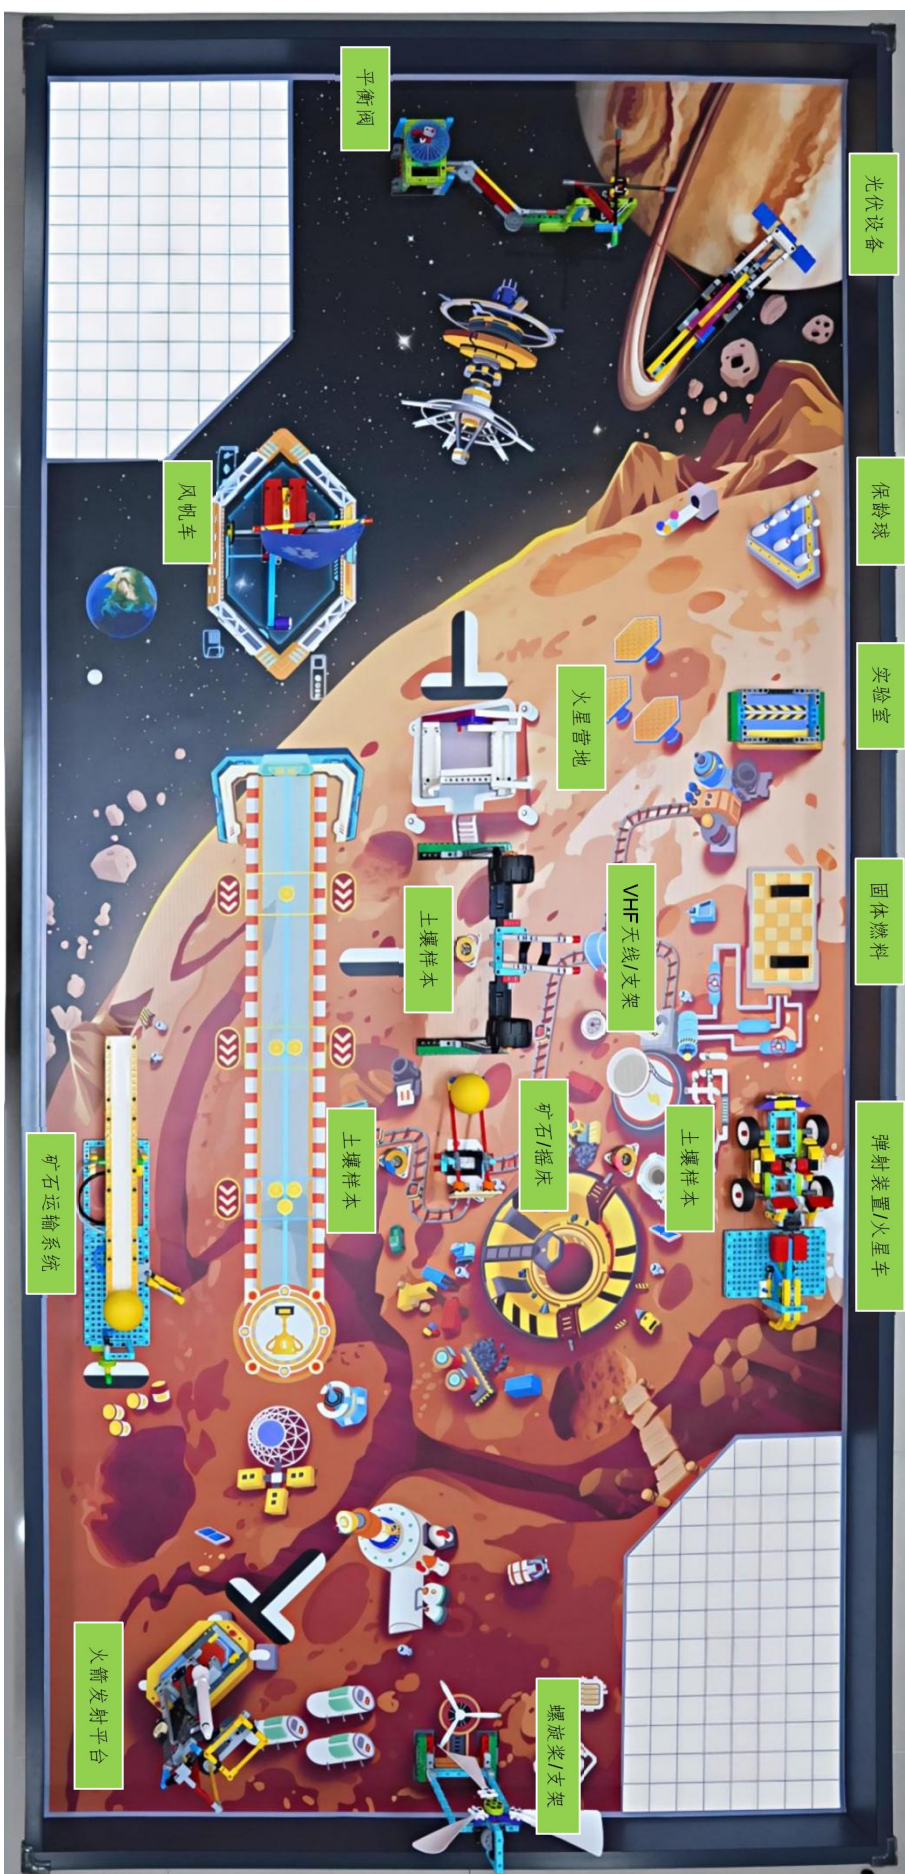 光伏设备
保龄球
实验室
固体燃料
弹射装置/火星车
土壤样本
VHF天线/支架
火星营地
螺旋桨/支架
矿石/摇床
土壤样本
平衡阀
土壤样本
风帆车
火箭发射平台
矿石运输系统